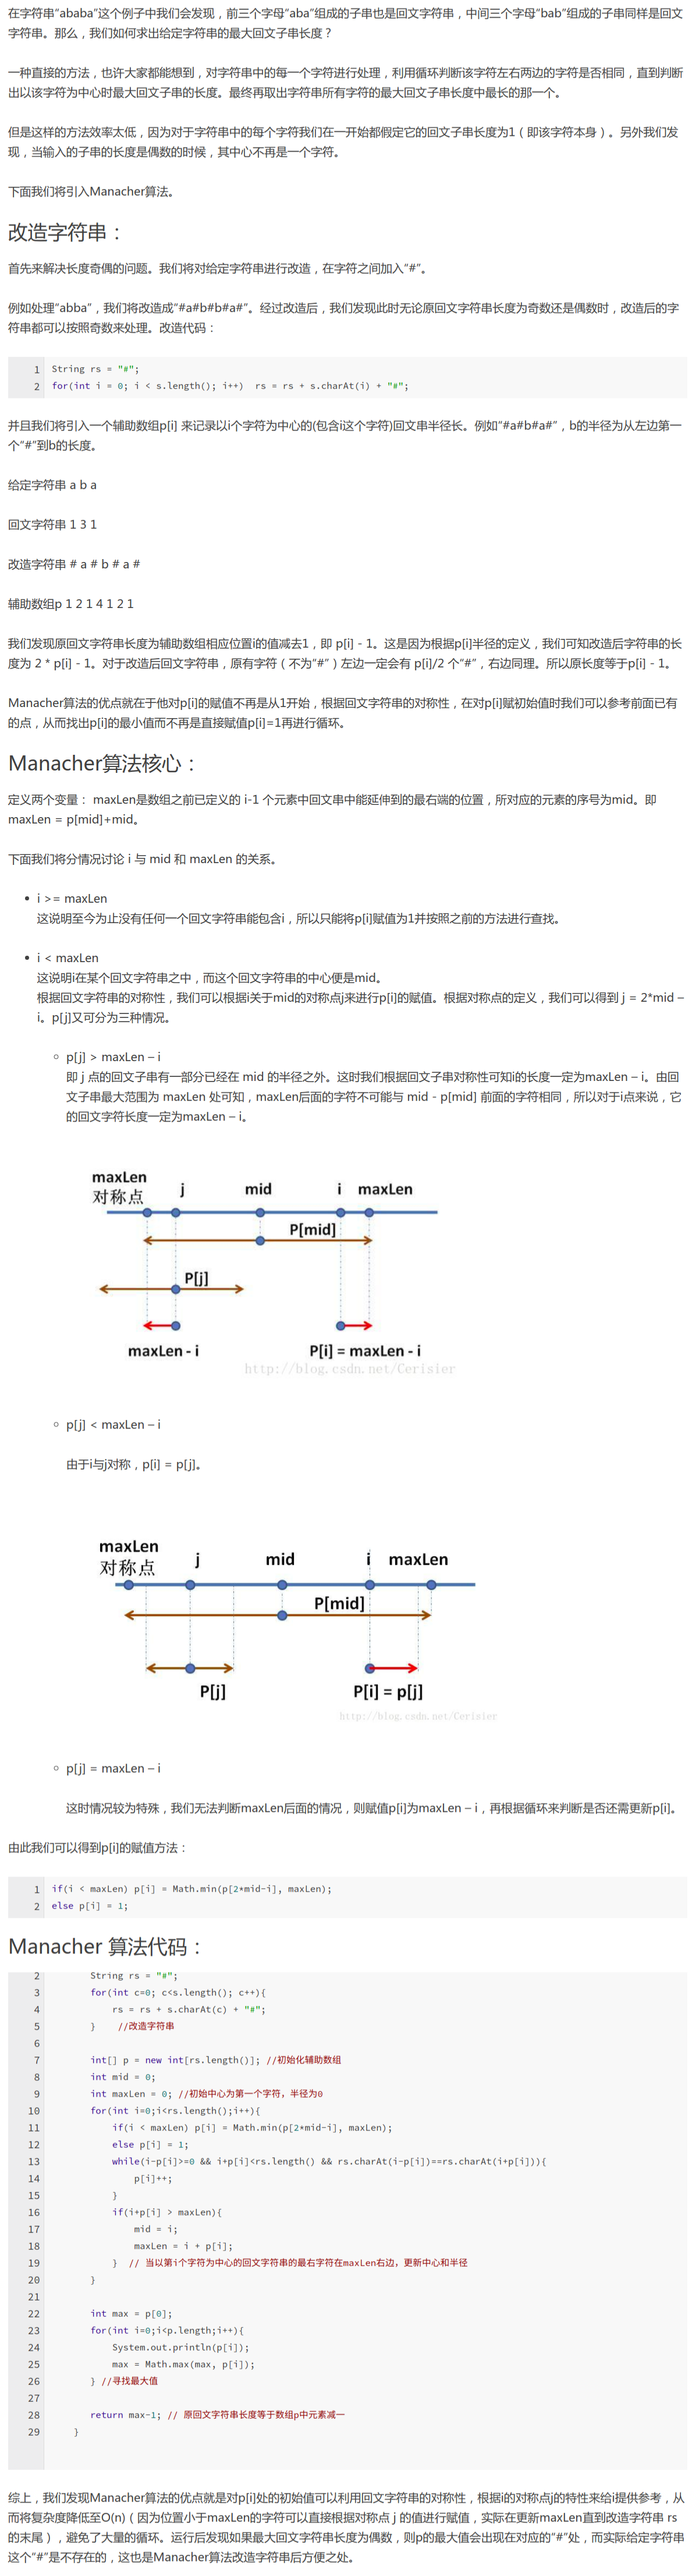 在字符串“ababa”这个例子中我们会发现，前三个字母“aba”组成的子串也是回文字符串，中间三个字母“bab”组成的子串同样是回文
字符串。那么，我们如何求出给定字符串的最大回文子串长度？
一种直接的方法，也许大家都能想到，对字符串中的每一个字符进行处理，利用循环判断该字符左右两边的字符是否相同，直到判断
出以该字符为中心时最大回文子串的长度。最终再取出字符串所有字符的最大回文子串长度中最长的那一个。
但是这样的方法效率太低，因为对于字符串中的每个字符我们在一开始都假定它的回文子串长度为1（即该字符本身）。另外我们发
现，当输入的子串的长度是偶数的时候，其中心不再是一个字符。
下面我们将引入Manacher算法。
改造字符串：
首先来解决长度奇偶的问题。我们将对给定字符串进行改造，在字符之间加入“#”。
例如处理“abba”，我们将改造成“#a#b#b#a#”。经过改造后，我们发现此时无论原回文字符串长度为奇数还是偶数时，改造后的字
符串都可以按照奇数来处理。改造代码：
1 String rs = "#";
2 for(int i = 0; i < s.length(); i++)  rs = rs + s.charAt(i) + "#";
并且我们将引入一个辅助数组p[i] 来记录以i个字符为中心的(包含i这个字符)回文串半径长。例如“#a#b#a#”，b的半径为从左边第一
个“#”到b的长度。
给定字符串 a b a
回文字符串 1 3 1
改造字符串 # a # b # a #
辅助数组p 1 2 1 4 1 2 1
我们发现原回文字符串长度为辅助数组相应位置i的值减去1，即 p[i] - 1。这是因为根据p[i]半径的定义，我们可知改造后字符串的长
度为 2 * p[i] - 1。对于改造后回文字符串，原有字符（不为“#”）左边一定会有 p[i]/2 个“#”，右边同理。所以原长度等于p[i] - 1。
Manacher算法的优点就在于他对p[i]的赋值不再是从1开始，根据回文字符串的对称性，在对p[i]赋初始值时我们可以参考前面已有
的点，从而找出p[i]的最小值而不再是直接赋值p[i]=1再进行循环。
Manacher算法核心：
定义两个变量： maxLen是数组之前已定义的 i-1 个元素中回文串中能延伸到的最右端的位置，所对应的元素的序号为mid。即
maxLen = p[mid]+mid。
下面我们将分情况讨论 i 与 mid 和 maxLen 的关系。
• i >= maxLen
这说明至今为止没有任何一个回文字符串能包含i，所以只能将p[i]赋值为1并按照之前的方法进行查找。
• i < maxLen
这说明i在某个回文字符串之中，而这个回文字符串的中心便是mid。
根据回文字符串的对称性，我们可以根据i关于mid的对称点j来进行p[i]的赋值。根据对称点的定义，我们可以得到 j = 2*mid –
i。p[j]又可分为三种情况。
◦ p[j] > maxLen – i
即 j 点的回文子串有一部分已经在 mid 的半径之外。这时我们根据回文子串对称性可知i的长度一定为maxLen – i。由回
文子串最大范围为 maxLen 处可知，maxLen后面的字符不可能与 mid - p[mid] 前面的字符相同，所以对于i点来说，它
的回文字符长度一定为maxLen – i。
maxLen
对称点 j mid i maxLen
P[mid]
P[j]
maxLen - i P[i] = maxLen - i
http://blog.csdn.net/Cerisier
◦ p[j] < maxLen – i
由于i与j对称，p[i] = p[j]。
maxLen
对称点 j mid i maxLen
P[mid]
P[j] P[i] = p[j]
http://blog.csdn.net/Cerisier
◦ p[j] = maxLen – i
这时情况较为特殊，我们无法判断maxLen后面的情况，则赋值p[i]为maxLen – i，再根据循环来判断是否还需更新p[i]。
由此我们可以得到p[i]的赋值方法：
1 if(i < maxLen) p[i] = Math.min(p[2*mid-i], maxLen);
2 else p[i] = 1;
Manacher 算法代码：
2 String rs = "#";
3 for(int c=0; c<s.length(); c++){
4 rs = rs + s.charAt(c) + "#";
5 }    //改造字符串
6
7 int[] p = new int[rs.length()]; //初始化辅助数组
8 int mid = 0;
9 int maxLen = 0; //初始中心为第一个字符，半径为0
10 for(int i=0;i<rs.length();i++){
11 if(i < maxLen) p[i] = Math.min(p[2*mid-i], maxLen);
12 else p[i] = 1;
13 while(i-p[i]>=0 && i+p[i]<rs.length() && rs.charAt(i-p[i])==rs.charAt(i+p[i])){
14 p[i]++;
15 }
16 if(i+p[i] > maxLen){
17 mid = i;
18 maxLen = i + p[i];
19 }  // 当以第i个字符为中心的回文字符串的最右字符在maxLen右边，更新中心和半径
20 }
21
22 int max = p[0];
23 for(int i=0;i<p.length;i++){
24 System.out.println(p[i]);
25 max = Math.max(max, p[i]);
26 } //寻找最大值
27
28 return max-1; // 原回文字符串长度等于数组p中元素减一
29 }
综上，我们发现Manacher算法的优点就是对p[i]处的初始值可以利用回文字符串的对称性，根据i的对称点j的特性来给i提供参考，从
而将复杂度降低至O(n)（因为位置小于maxLen的字符可以直接根据对称点 j 的值进行赋值，实际在更新maxLen直到改造字符串 rs
的末尾），避免了大量的循环。运行后发现如果最大回文字符串长度为偶数，则p的最大值会出现在对应的“#”处，而实际给定字符串
这个“#”是不存在的，这也是Manacher算法改造字符串后方便之处。